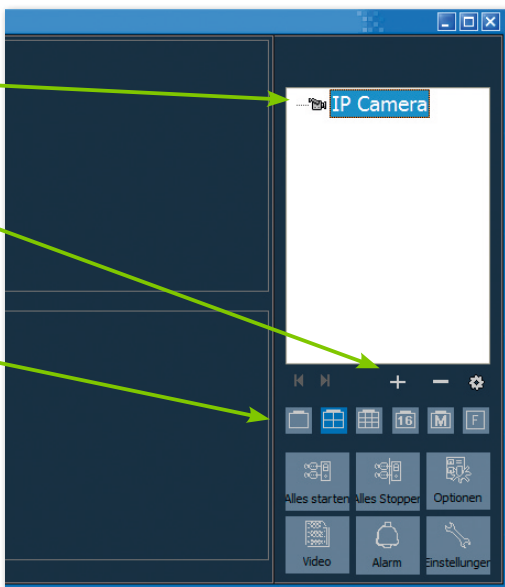 IP Camera
16 M F
Alles starten Alles Stoppen Optionen
Video Alarm Einstellungen